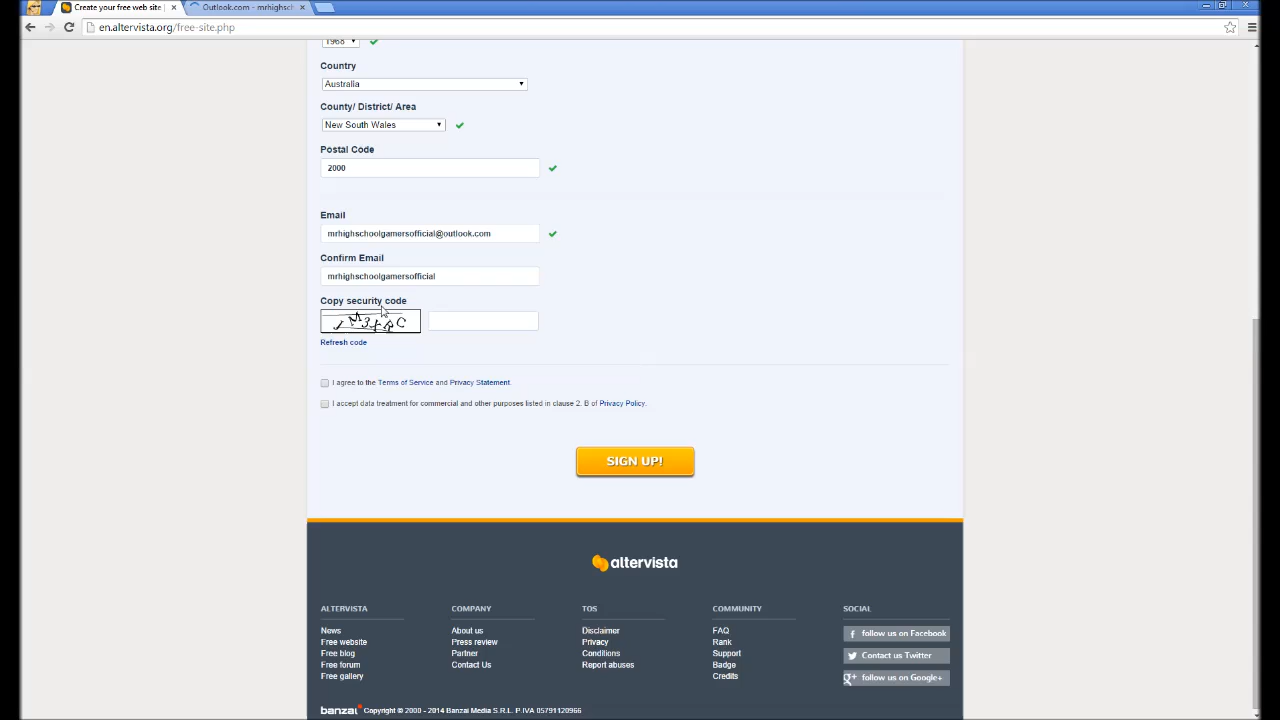 Create your free web site
Outlook.com - mrhighsch
en.altervista.org/free-site.php
1968
Country
Australia
County/ District/ Area
New South Wales
Postal Code
2000
Email
mrhighschoolgamersofficial@outlook.com
Confirm Email
mrhighschoolgamersofficial
Copy security code
Refresh code
I agree to the Terms of Service and Privacy Statement.
I accept data treatment for commercial and other purposes listed in clause 2. B of Privacy Policy.
SIGN UP!
altervista
ALTERVISTA
News
Free website
Free blog
Free forum
Free gallery
COMPANY
About us
Press review
Partner
Contact Us
TOS
Disclaimer
Privacy
Conditions
Report abuses
COMMUNITY
FAQ
Rank
Support
Badge
Credits
SOCIAL
follow us on Facebook
Contact us Twitter
follow us on Google+
banzai Copyright © 2000 - 2014 Banzai Media S.R.L. P.IVA 05791120966